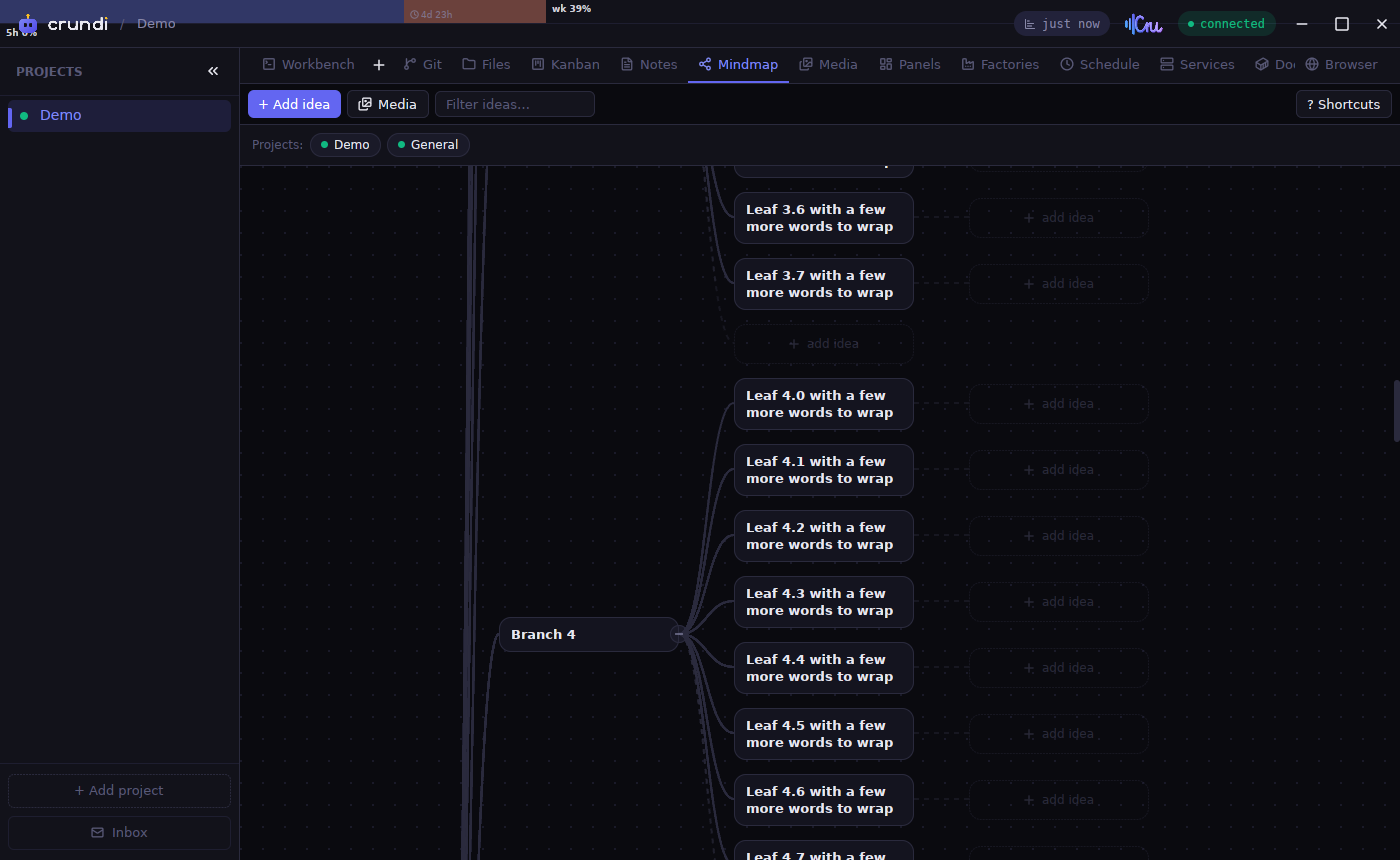 4d 23h
wk 39%
crundi / Demo
just now
Cru
connected
PROJECTS
Workbench
Git
Files
Kanban
Notes
Mindmap
Media
Panels
Factories
Schedule
Services
Browser
Demo
+ Add idea
Media
Filter ideas...
? Shortcuts
Projects:
Demo
General
Leaf 3.6 with a few
more words to wrap
+ add idea
Leaf 3.7 with a few
more words to wrap
+ add idea
+ add idea
Leaf 4.0 with a few
more words to wrap
+ add idea
Leaf 4.1 with a few
more words to wrap
+ add idea
Leaf 4.2 with a few
more words to wrap
+ add idea
Leaf 4.3 with a few
more words to wrap
+ add idea
Branch 4
Leaf 4.4 with a few
more words to wrap
+ add idea
Leaf 4.5 with a few
more words to wrap
+ add idea
Leaf 4.6 with a few
more words to wrap
+ add idea
Leaf 4.7 with a few
+ Add project
Inbox